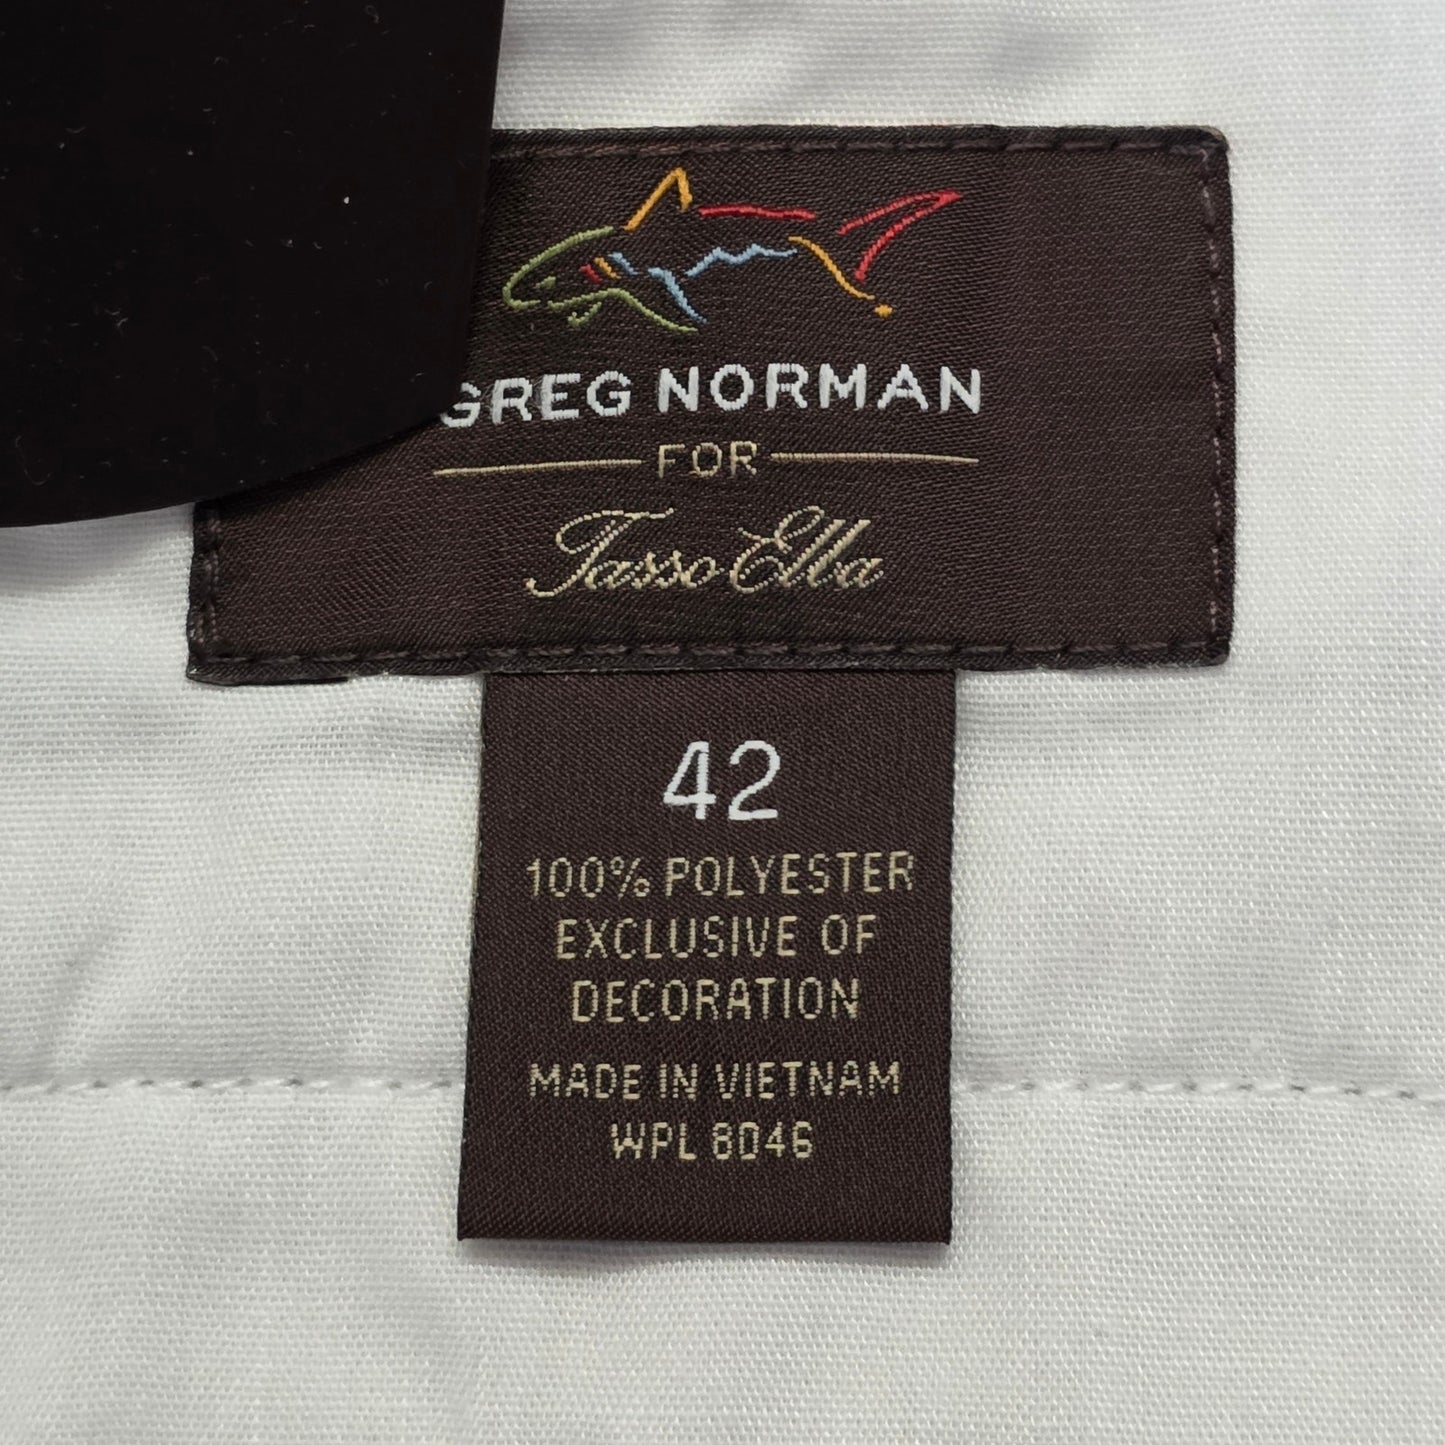 GREG NORMAN
FOR
Tasso Elba
42
100% POLYESTER
EXCLUSIVE OF
DECORATION
MADE IN VIETNAM
WPL 8046